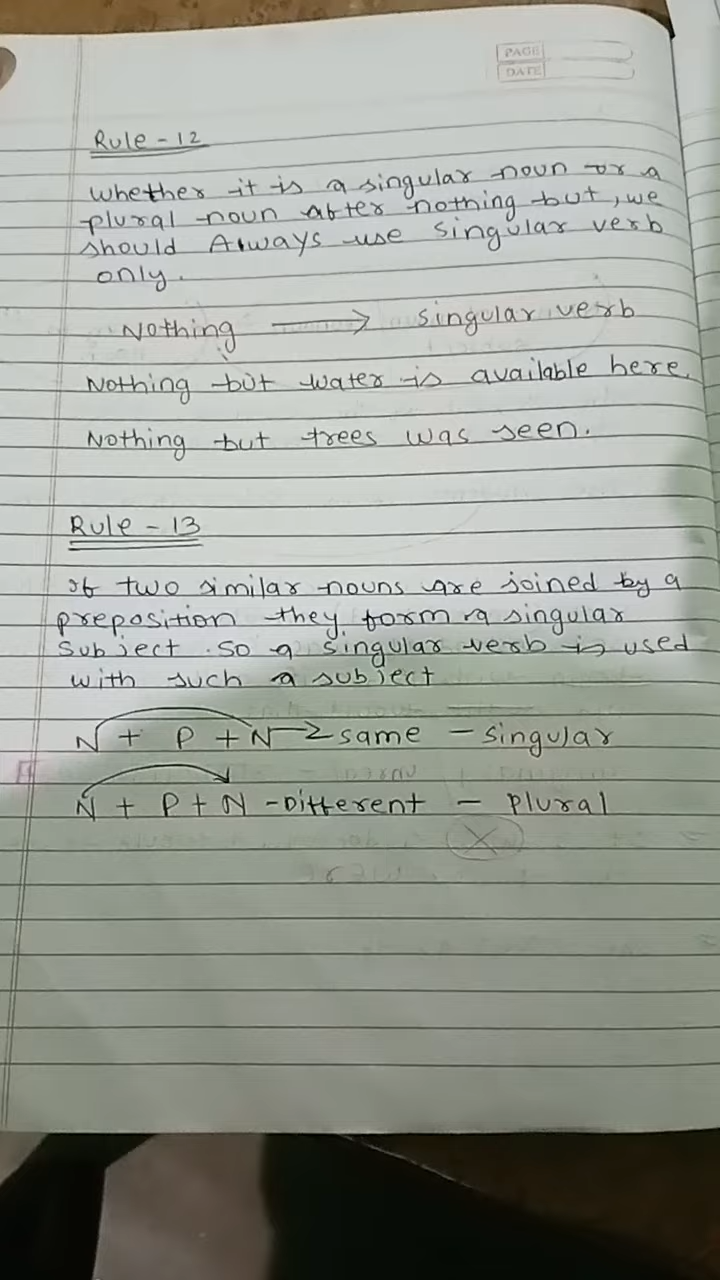 PAGE
DATE
Rule - 12
Whether it is a singular noun or a
plural noun after nothing but, we
should Always use singular verb
only.
Nothing → singular verb
Nothing but water is available here.
Nothing but trees was seen.
Rule - 13
If two similar nouns are joined by a
preposition they form a singular
Subject. So a singular verb is used
with such a subject
N + P + N → same - singular
N + P + N - Different - Plural